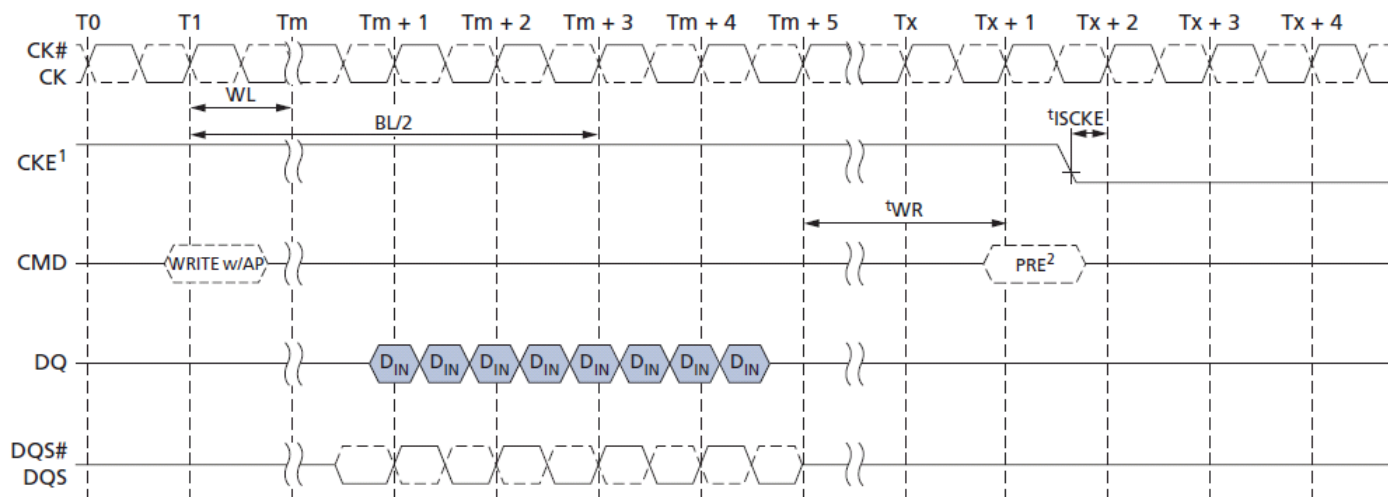 T0 T1 Tm Tm + 1 Tm + 2 Tm + 3 Tm + 4 Tm + 5 Tx Tx + 1 Tx + 2 Tx + 3 Tx + 4
CK#
CK
WL
BL/2
tISCKE
CKE1
tWR
CMD WRITE w/AP PRE2
DQ DIN DIN DIN DIN DIN DIN DIN DIN
DQS#
DQS